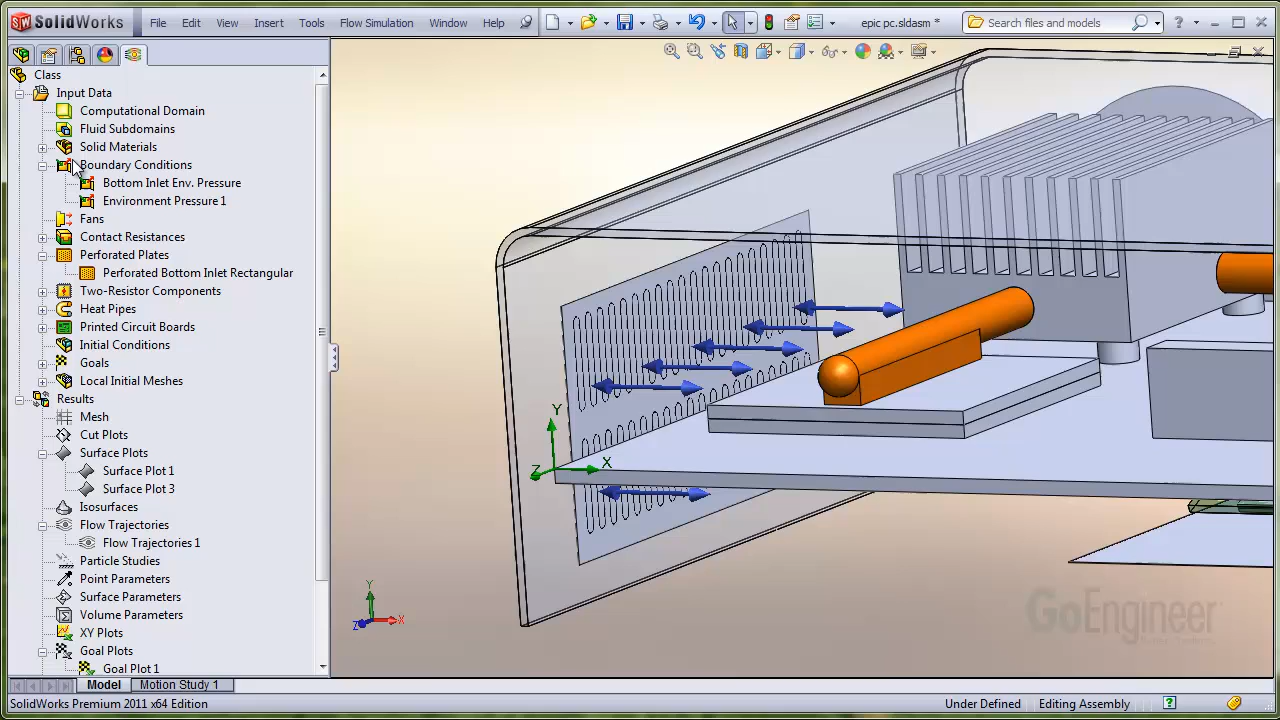 SolidWorks File Edit View Insert Tools Flow Simulation Window Help epic pc.sldasm * Search files and models
Class
Input Data
Computational Domain
Fluid Subdomains
Solid Materials
Boundary Conditions
Bottom Inlet Env. Pressure
Environment Pressure 1
Fans
Contact Resistances
Perforated Plates
Perforated Bottom Inlet Rectangular
Two-Resistor Components
Heat Pipes
Printed Circuit Boards
Initial Conditions
Goals
Local Initial Meshes
Results
Mesh
Cut Plots
Surface Plots
Surface Plot 1
Surface Plot 3
Isosurfaces
Flow Trajectories
Flow Trajectories 1
Particle Studies
Point Parameters
Surface Parameters
Volume Parameters
XY Plots
Goal Plots
Goal Plot 1
Y
X
Z
Y
X
Z
GoEngineer
Model Motion Study 1
SolidWorks Premium 2011 x64 Edition Under Defined Editing Assembly